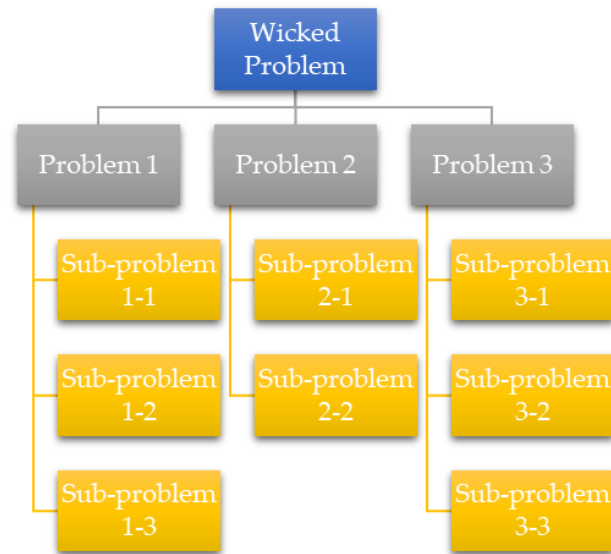 Wicked
Problem
Problem 1
Problem 2
Problem 3
Sub-problem
1-1
Sub-problem
2-1
Sub-problem
3-1
Sub-problem
1-2
Sub-problem
2-2
Sub-problem
3-2
Sub-problem
1-3
Sub-problem
3-3